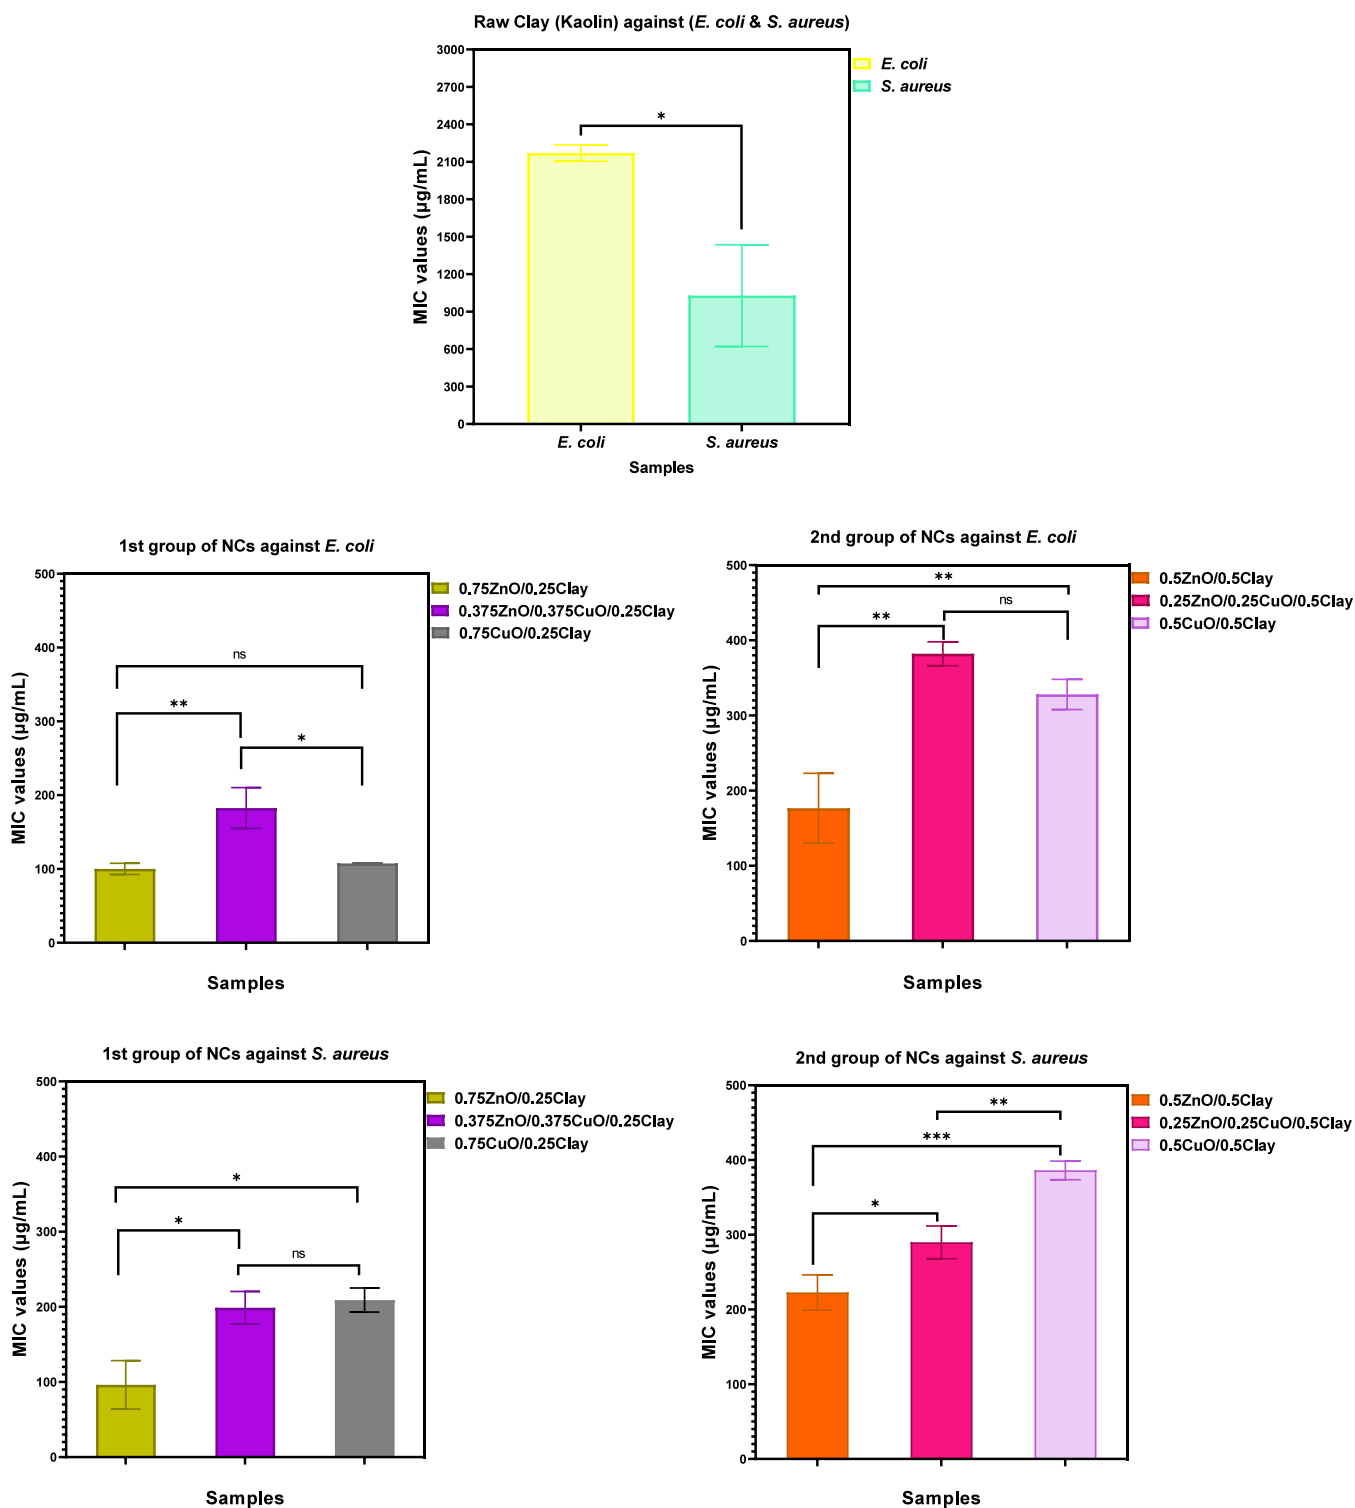 Raw Clay (Kaolin) against (E. coli & S. aureus)
3000
2700
2400
2100
1800
1500
1200
900
600
300
0
MIC values (µg/mL)
*
E. coli
S. aureus
E. coli
S. aureus
Samples
1st group of NCs against E. coli
500
400
300
200
100
0
MIC values (µg/mL)
ns
**
*
0.75ZnO/0.25Clay
0.375ZnO/0.375CuO/0.25Clay
0.75CuO/0.25Clay
Samples
2nd group of NCs against E. coli
500
400
300
200
100
0
MIC values (µg/mL)
**
ns
**
0.5ZnO/0.5Clay
0.25ZnO/0.25CuO/0.5Clay
0.5CuO/0.5Clay
Samples
1st group of NCs against S. aureus
500
400
300
200
100
0
MIC values (µg/mL)
*
*
ns
0.75ZnO/0.25Clay
0.375ZnO/0.375CuO/0.25Clay
0.75CuO/0.25Clay
Samples
2nd group of NCs against S. aureus
500
400
300
200
100
0
MIC values (µg/mL)
**
***
*
0.5ZnO/0.5Clay
0.25ZnO/0.25CuO/0.5Clay
0.5CuO/0.5Clay
Samples